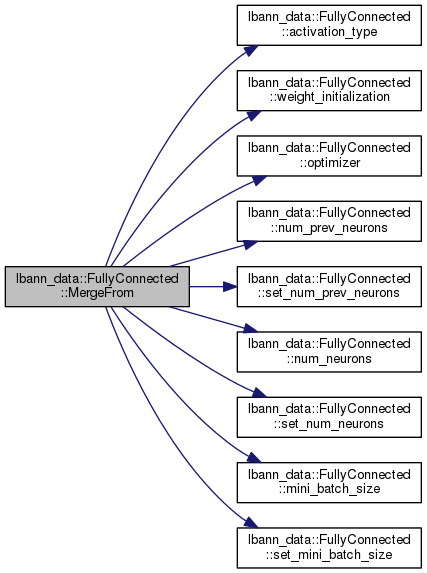 lbann_data::FullyConnected
::MergeFrom
lbann_data::FullyConnected
::activation_type
lbann_data::FullyConnected
::weight_initialization
lbann_data::FullyConnected
::optimizer
lbann_data::FullyConnected
::num_prev_neurons
lbann_data::FullyConnected
::set_num_prev_neurons
lbann_data::FullyConnected
::num_neurons
lbann_data::FullyConnected
::set_num_neurons
lbann_data::FullyConnected
::mini_batch_size
lbann_data::FullyConnected
::set_mini_batch_size